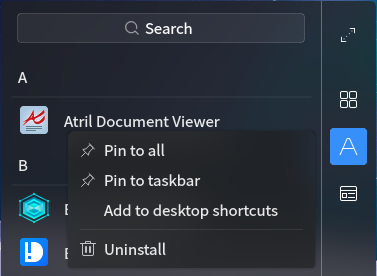 Search
A
Atril Document Viewer
Pin to all
B
Pin to taskbar
Add to desktop shortcuts
Uninstall
A